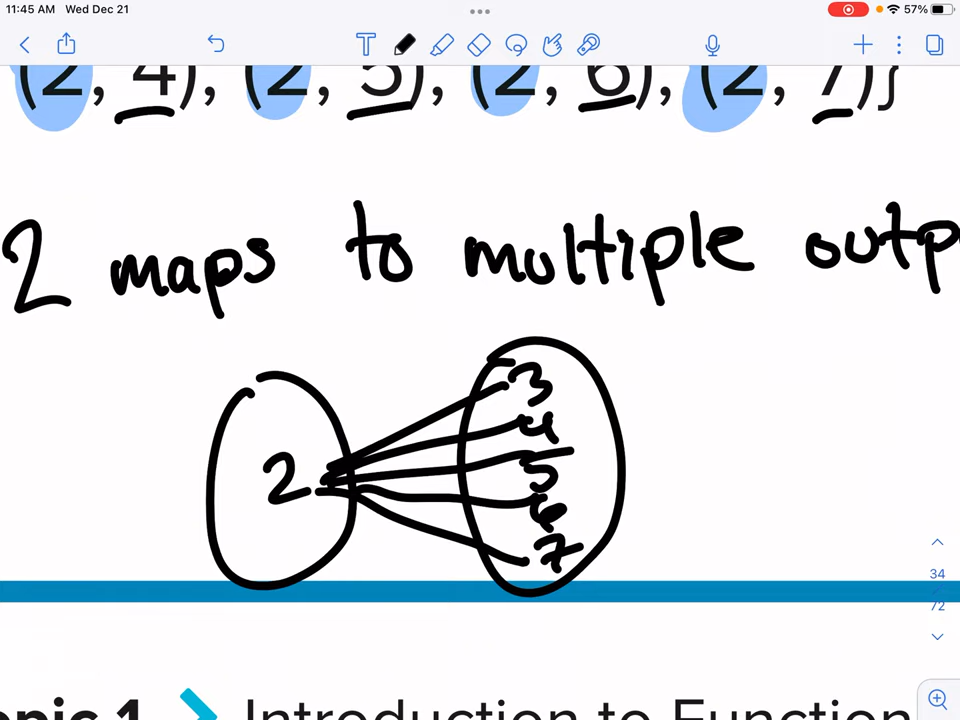 11:45 AM Wed Dec 21
57%
(2, 4), (2, 5), (2, 6), (2, 7)}
2 maps to multiple outp
2
3
4
5
6
7
34
72
Introduction to Function